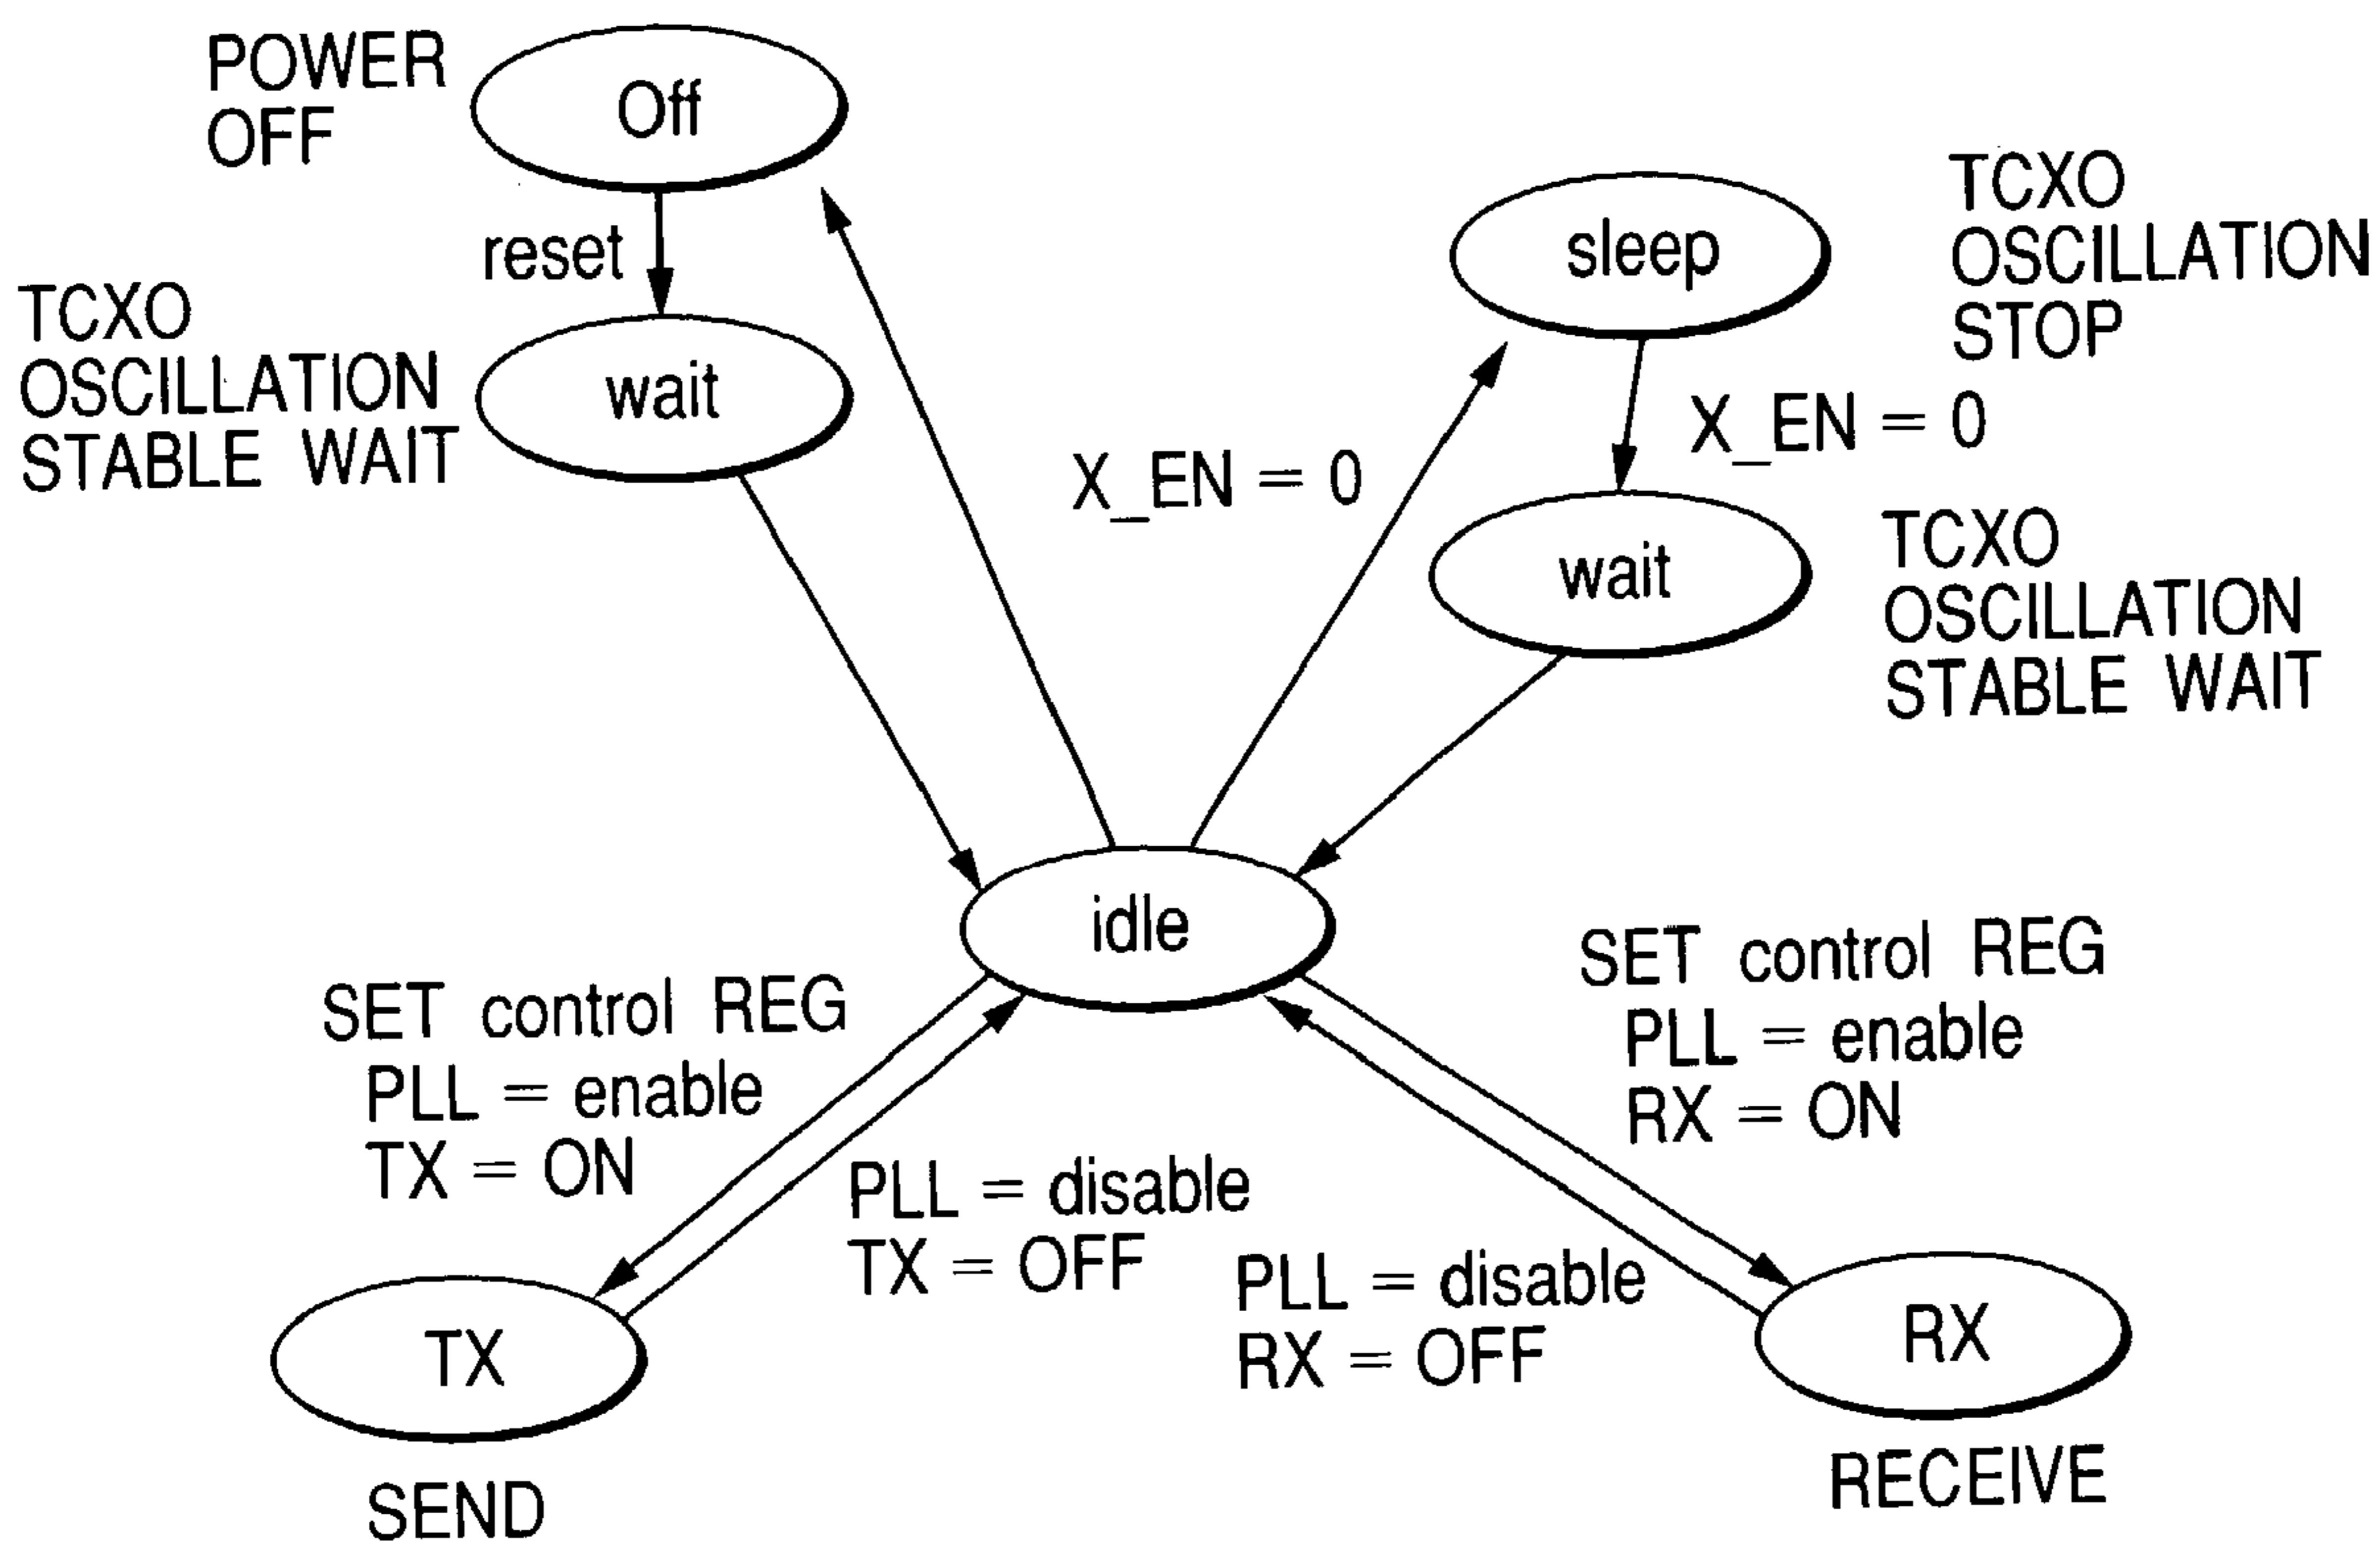 POWER
OFF
Off
reset
TCXO
OSCILLATION
STABLE WAIT
wait
sleep
TCXO
OSCILLATION
STOP
X_EN = 0
X_EN = 0
wait
TCXO
OSCILLATION
STABLE WAIT
idle
SET control REG
PLL = enable
TX = ON
PLL = disable
TX = OFF
SET control REG
PLL = enable
RX = ON
PLL = disable
RX = OFF
TX
SEND
RX
RECEIVE